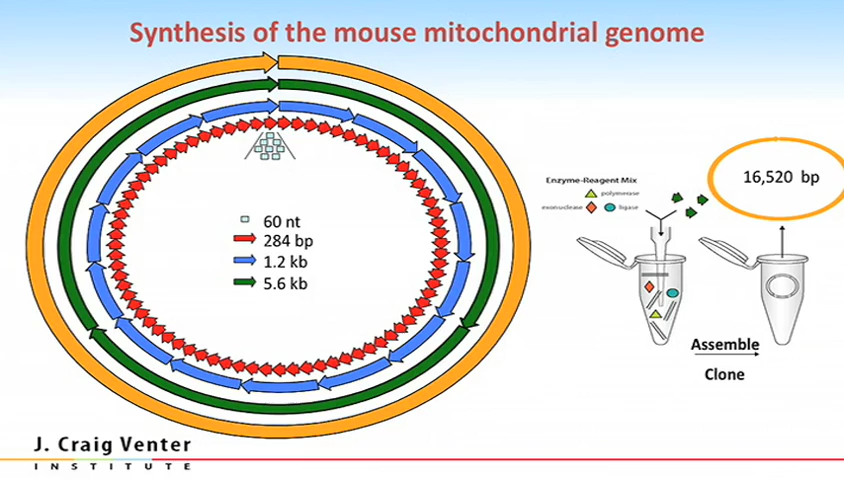 Synthesis of the mouse mitochondrial genome
60 nt
284 bp
1.2 kb
5.6 kb
Enzyme-Reagent Mix
polymerase
exonuclease
ligase
16,520 bp
Assemble
Clone
J. Craig Venter
INSTITUTE